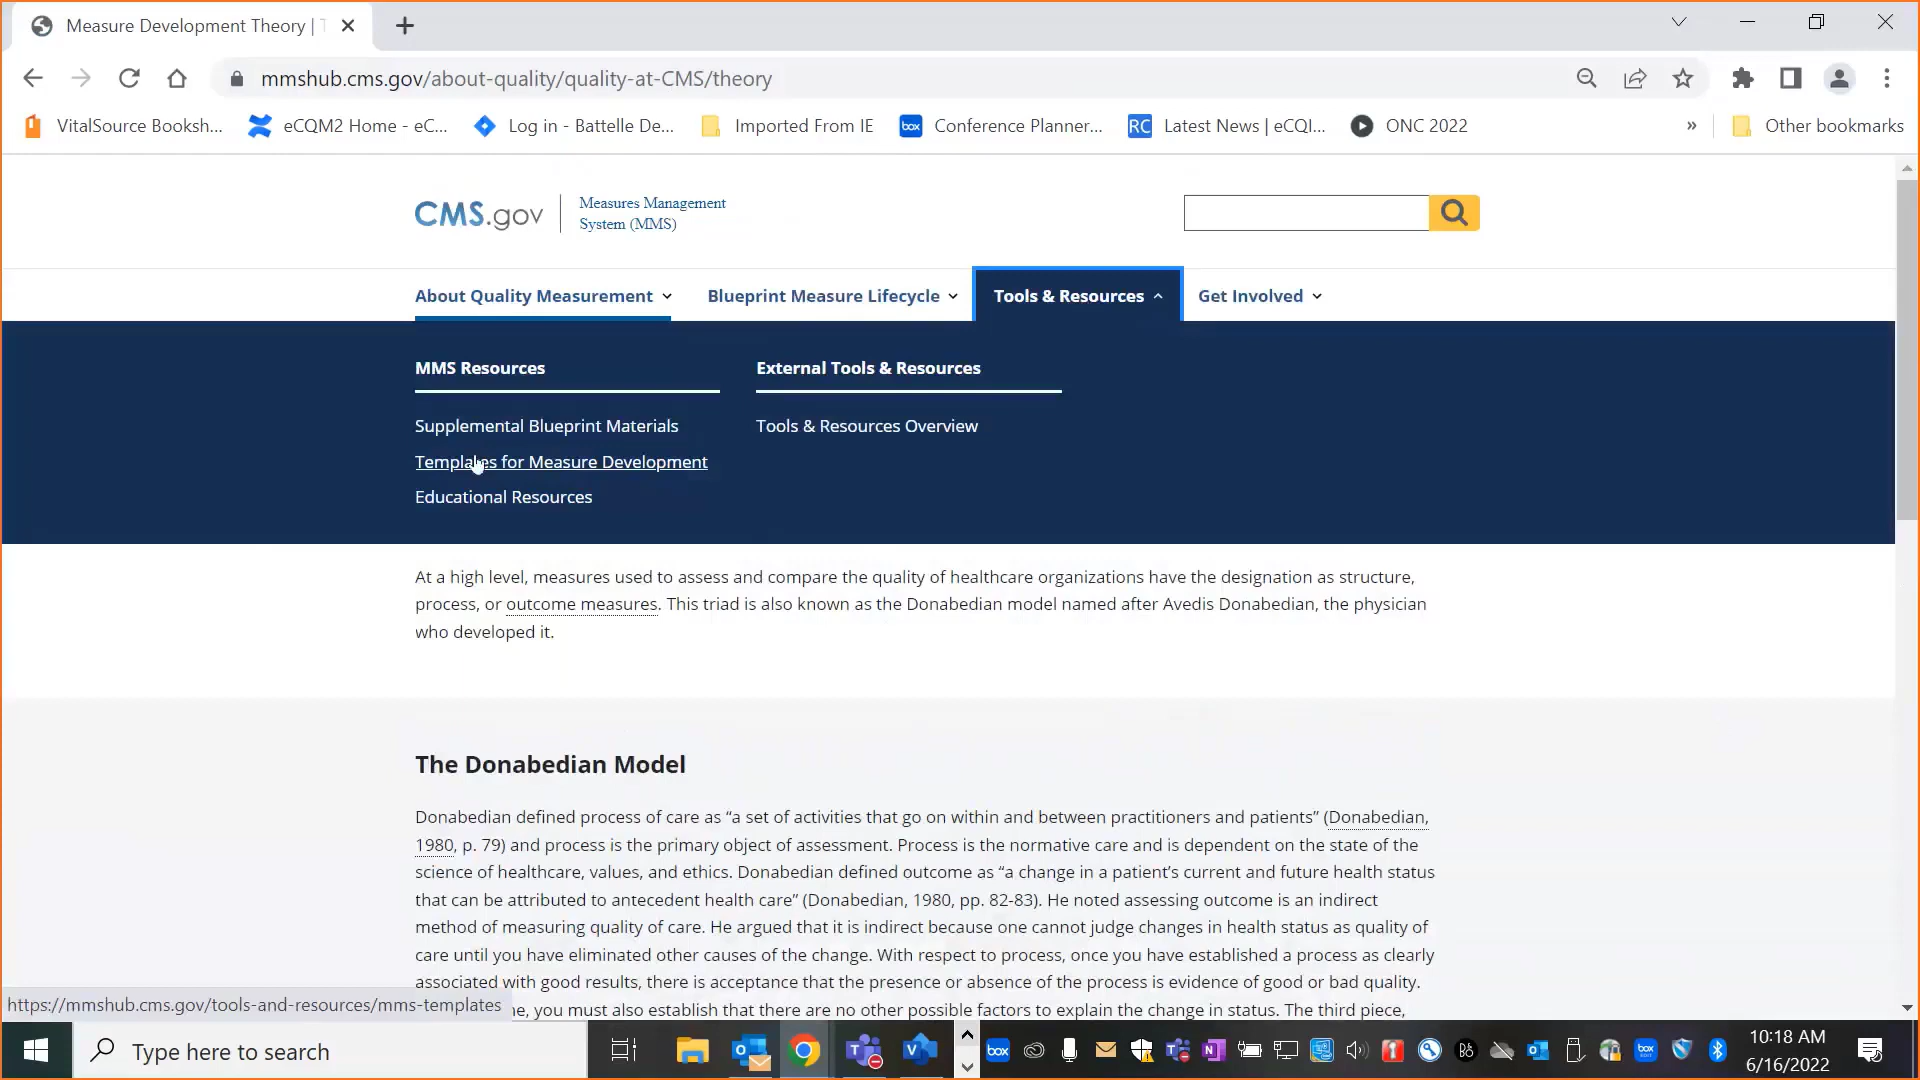 Measure Development Theory |
mmshub.cms.gov/about-quality/quality-at-CMS/theory
VitalSource Booksh...
eCQM2 Home - eC...
Log in - Battelle De...
Imported From IE
box
Conference Planner...
RC
Latest News | eCQI...
ONC 2022
»
Other bookmarks
CMS.gov
Measures Management
System (MMS)
About Quality Measurement
Blueprint Measure Lifecycle
Tools & Resources
Get Involved
MMS Resources
External Tools & Resources
Supplemental Blueprint Materials
Tools & Resources Overview
Templates for Measure Development
Educational Resources
At a high level, measures used to assess and compare the quality of healthcare organizations have the designation as structure,
process, or outcome measures. This triad is also known as the Donabedian model named after Avedis Donabedian, the physician
who developed it.
The Donabedian Model
Donabedian defined process of care as “a set of activities that go on within and between practitioners and patients” (Donabedian,
1980, p. 79) and process is the primary object of assessment. Process is the normative care and is dependent on the state of the
science of healthcare, values, and ethics. Donabedian defined outcome as “a change in a patient’s current and future health status
that can be attributed to antecedent health care” (Donabedian, 1980, pp. 82-83). He noted assessing outcome is an indirect
method of measuring quality of care. He argued that it is indirect because one cannot judge changes in health status as quality of
care until you have eliminated other causes of the change. With respect to process, once you have established a process as clearly
associated with good results, there is acceptance that the presence or absence of the process is evidence of good or bad quality.
https://mmshub.cms.gov/tools-and-resources/mms-templates
ne, you must also establish that there are no other possible factors to explain the change in status. The third piece,
Type here to search
box
box
10:18 AM
6/16/2022